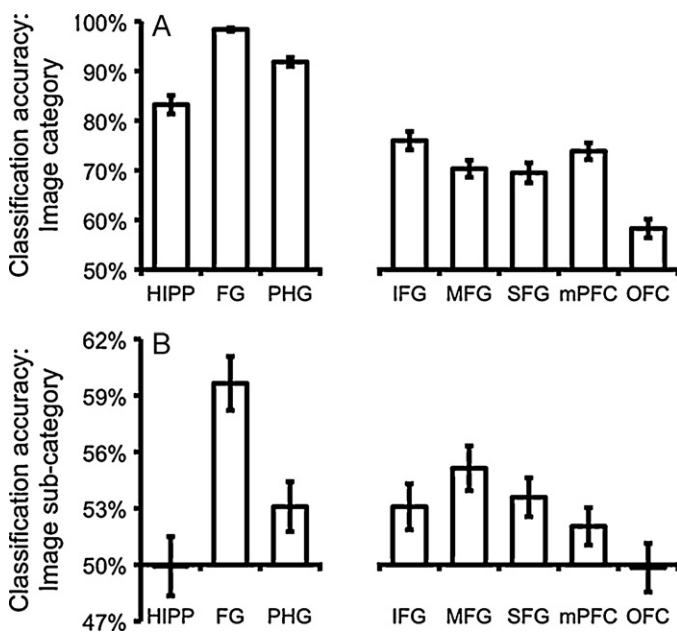 A
Classification accuracy:
Image category
100%
90%
80%
70%
60%
50%
HIPP FG PHG IFG MFG SFG mPFC OFC
B
Classification accuracy:
Image sub-category
62%
59%
56%
53%
50%
47%
HIPP FG PHG IFG MFG SFG mPFC OFC